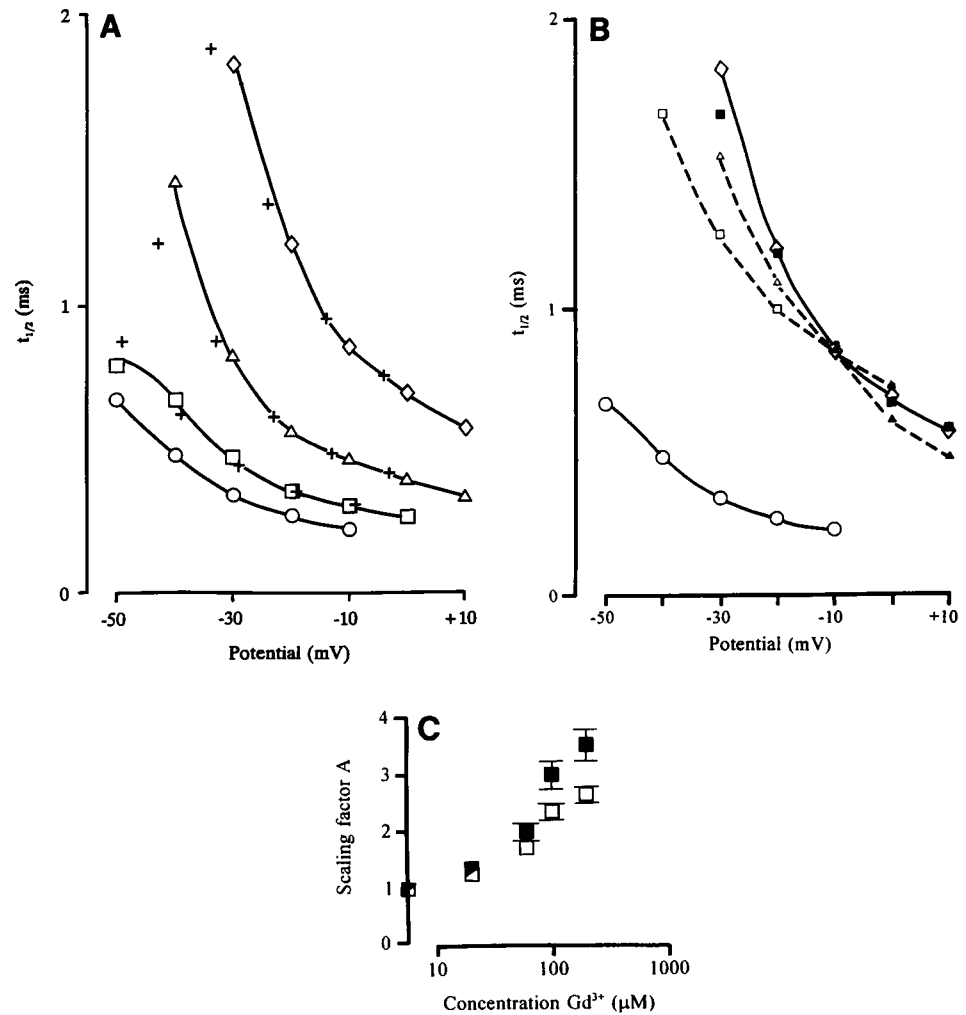 A
2
1
0
t1/2 (ms)
-50
-30
-10
+10
Potential (mV)
B
2
1
0
t1/2 (ms)
-50
-30
-10
+10
Potential (mV)
C
4
3
2
1
0
Scaling factor A
10
100
1000
Concentration Gd³⁺ (μM)